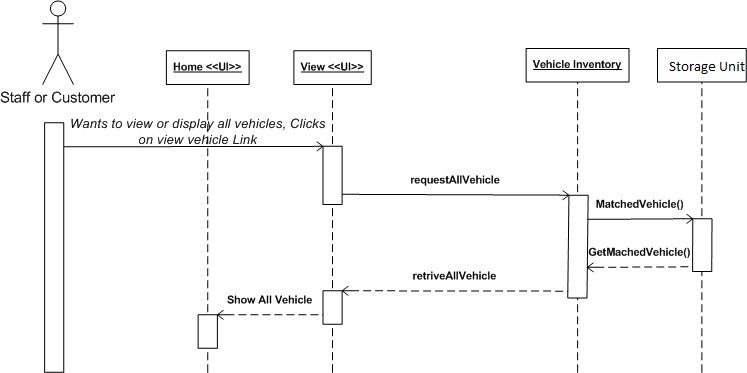 Home <<UI>>
View <<UI>>
Vehicle Inventory
Storage Unit
Staff or Customer
Wants to view or display all vehicles, Clicks
on view vehicle Link
requestAllVehicle
MatchedVehicle()
GetMachedVehicle()
retriveAllVehicle
Show All Vehicle